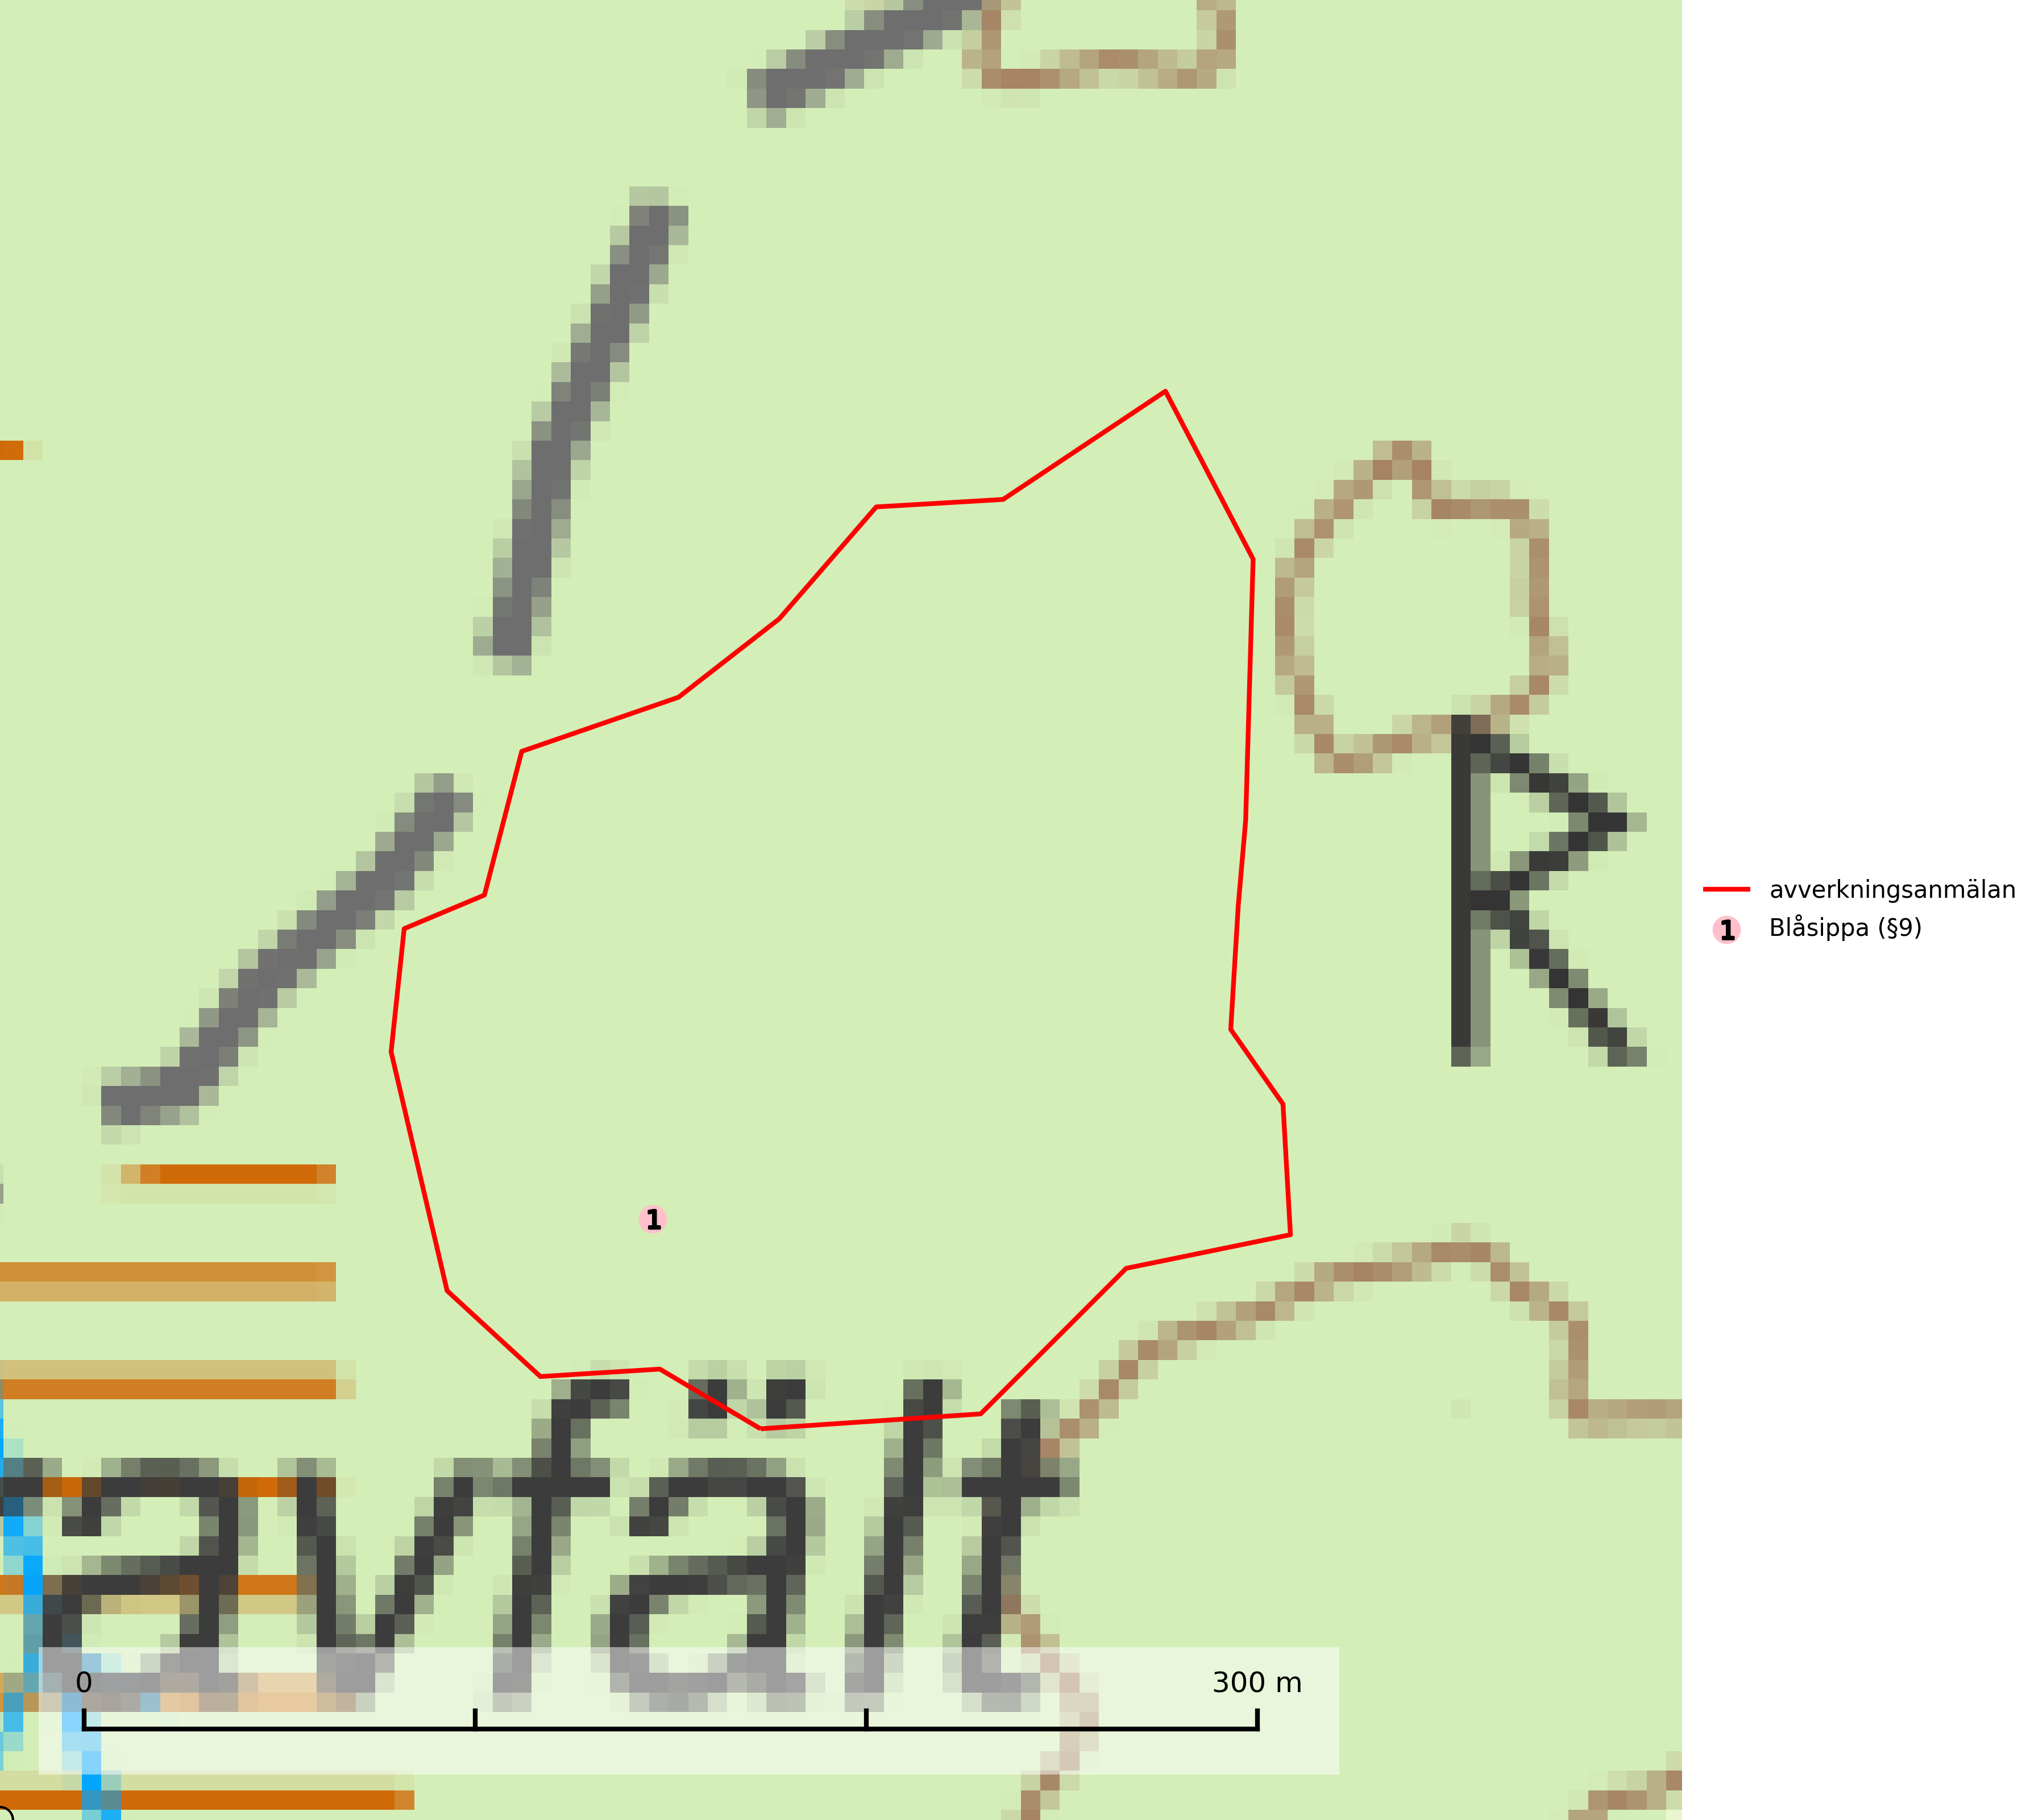 R
avverkningsanmälan
1 Blåsippa (§9)
1
avfält
0 300 m